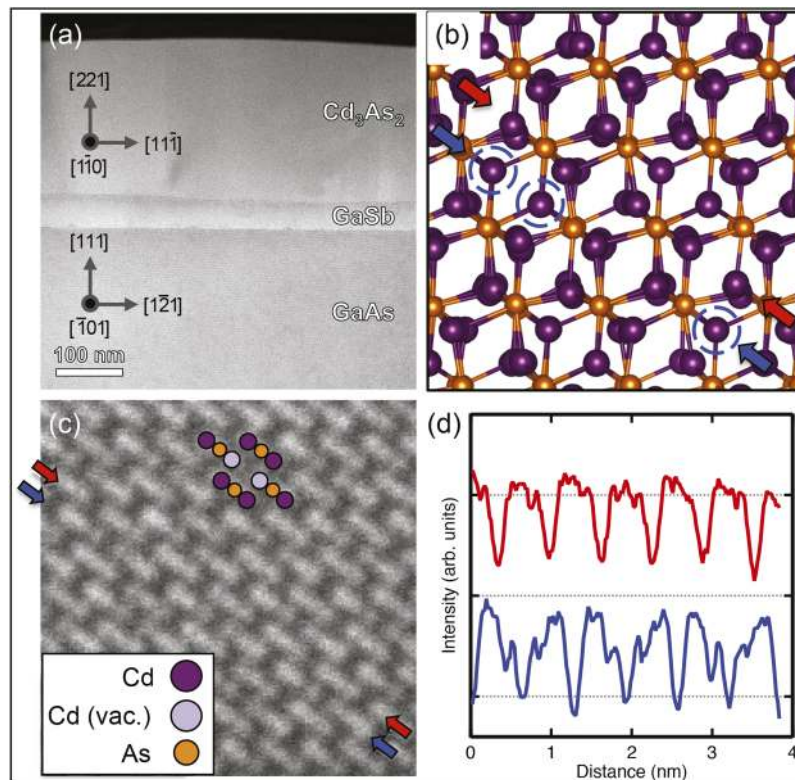 (a)
[221]
[111̄]
[11̄0]
Cd₃As₂
GaSb
[111]
[12̄1]
[1̄01]
GaAs
100 nm
(b)
(c)
Cd
Cd (vac.)
As
(d)
Intensity (arb. units)
0 1 2 3 4
Distance (nm)